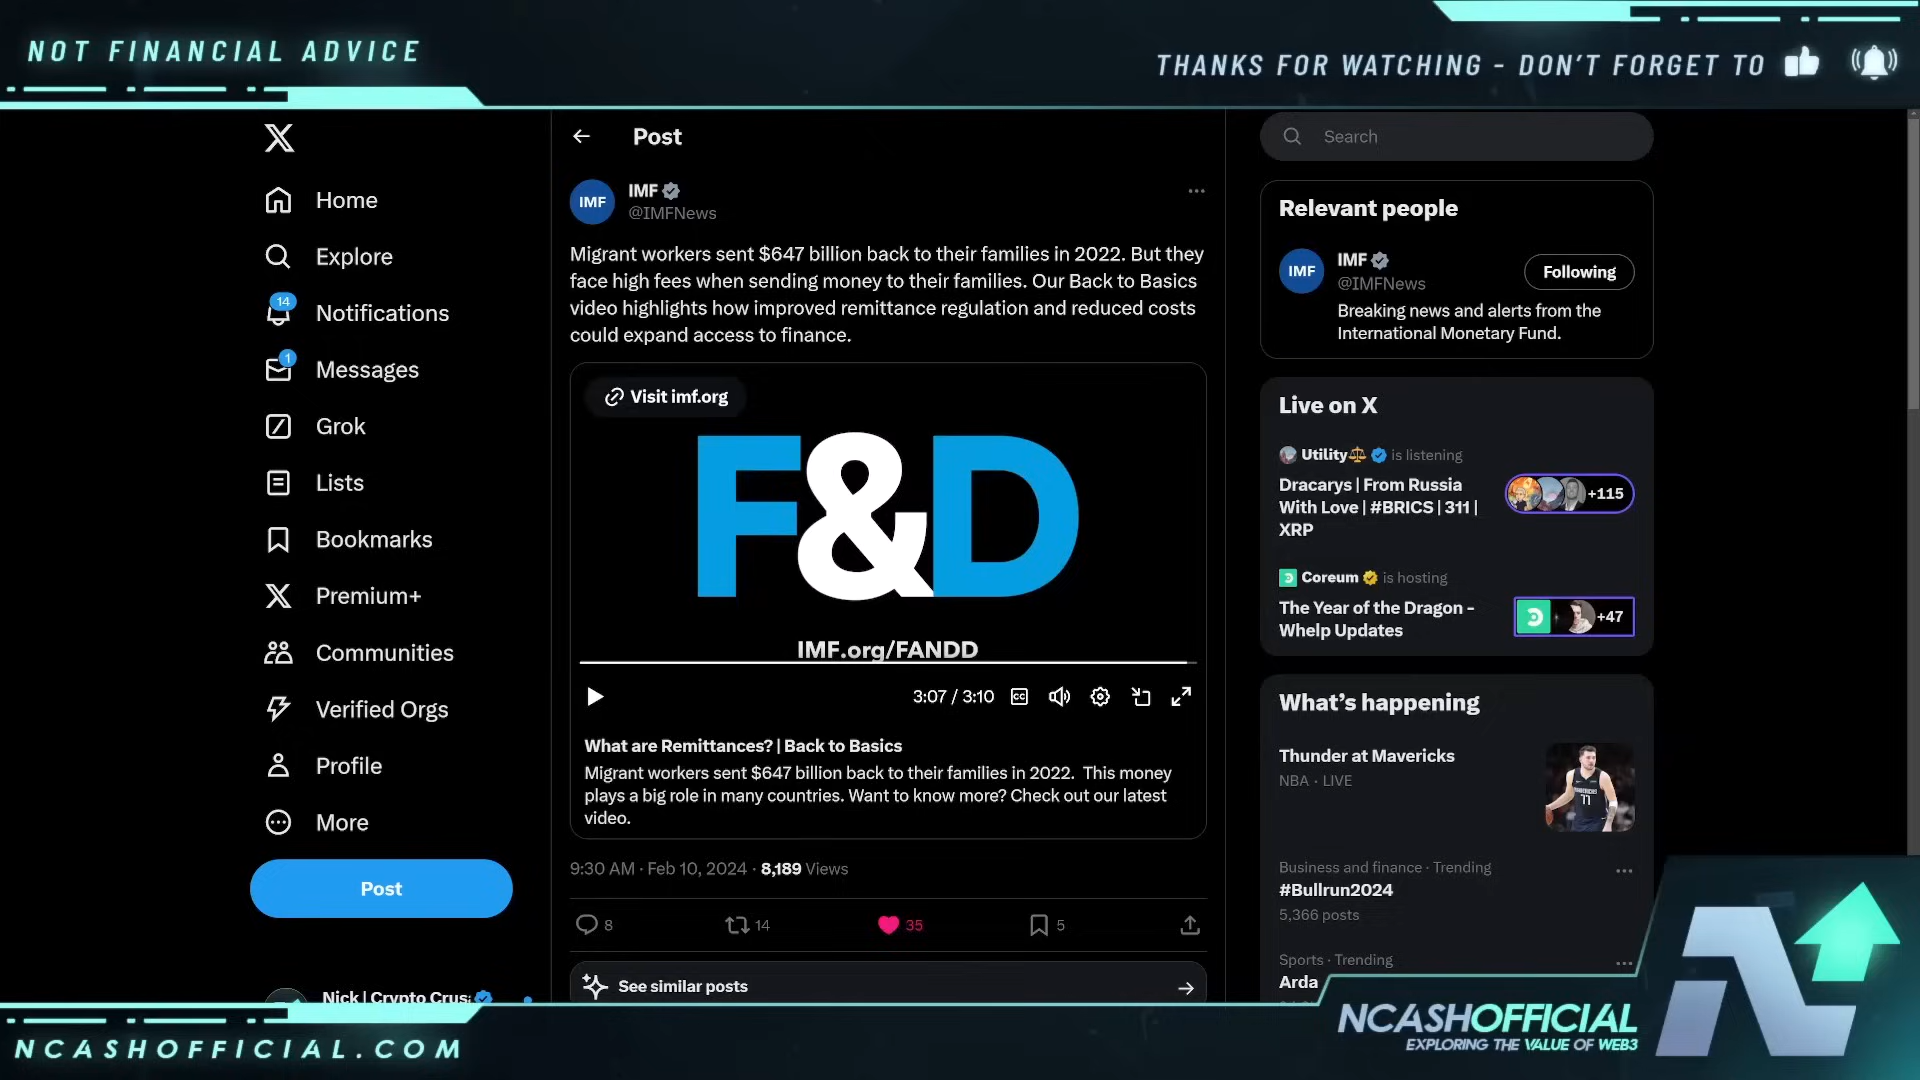 NOT FINANCIAL ADVICE
THANKS FOR WATCHING - DON'T FORGET TO
Home
Explore
14
Notifications
1
Messages
Grok
Lists
Bookmarks
Premium+
Communities
Verified Orgs
Profile
More
Post
Nick | Crypto Crus
Post
IMF
IMF
@IMFNews
Migrant workers sent $647 billion back to their families in 2022. But they
face high fees when sending money to their families. Our Back to Basics
video highlights how improved remittance regulation and reduced costs
could expand access to finance.
Visit imf.org
F&D
IMF.org/FANDD
3:07 / 3:10
CC
What are Remittances? | Back to Basics
Migrant workers sent $647 billion back to their families in 2022.  This money
plays a big role in many countries. Want to know more? Check out our latest
video.
9:30 AM · Feb 10, 2024 · 8,189 Views
8
14
35
5
See similar posts
Search
Relevant people
IMF
IMF
@IMFNews
Following
Breaking news and alerts from the
International Monetary Fund.
Live on X
Utility is listening
Dracarys | From Russia
With Love | #BRICS | 311 |
XRP
+115
Coreum is hosting
The Year of the Dragon -
Whelp Updates
+47
What's happening
Thunder at Mavericks
NBA · LIVE
Business and finance · Trending
#Bullrun2024
5,366 posts
Sports · Trending
Arda
NCASHOFFICIAL.COM
NCASHOFFICIAL
EXPLORING THE VALUE OF WEB3